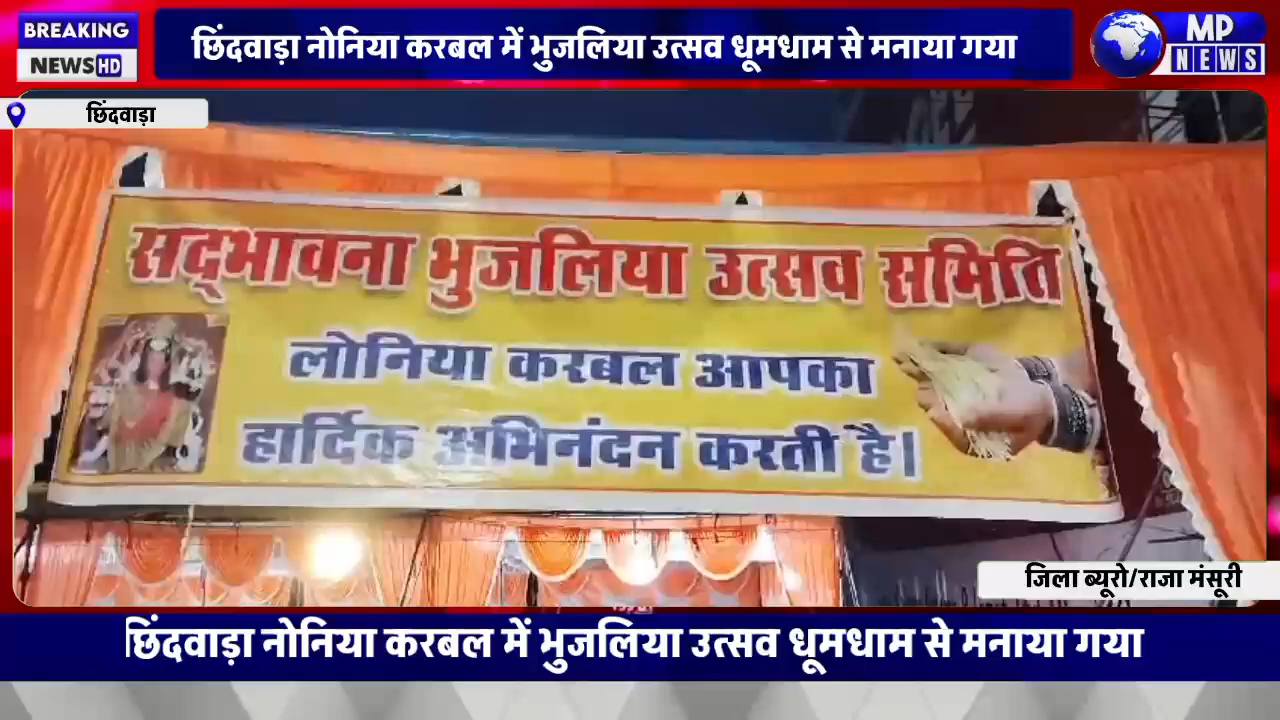 BREAKING
NEWS HD
छिंदवाड़ा नोनिया करबल में भुजलिया उत्सव धूमधाम से मनाया गया
MP
NEWS
छिंदवाड़ा
सद्भावना भुजलिया उत्सव समिति
लोनिया करबल आपका
हार्दिक अभिनंदन करती है।
जिला ब्यूरो/राजा मंसूरी
छिंदवाड़ा नोनिया करबल में भुजलिया उत्सव धूमधाम से मनाया गया